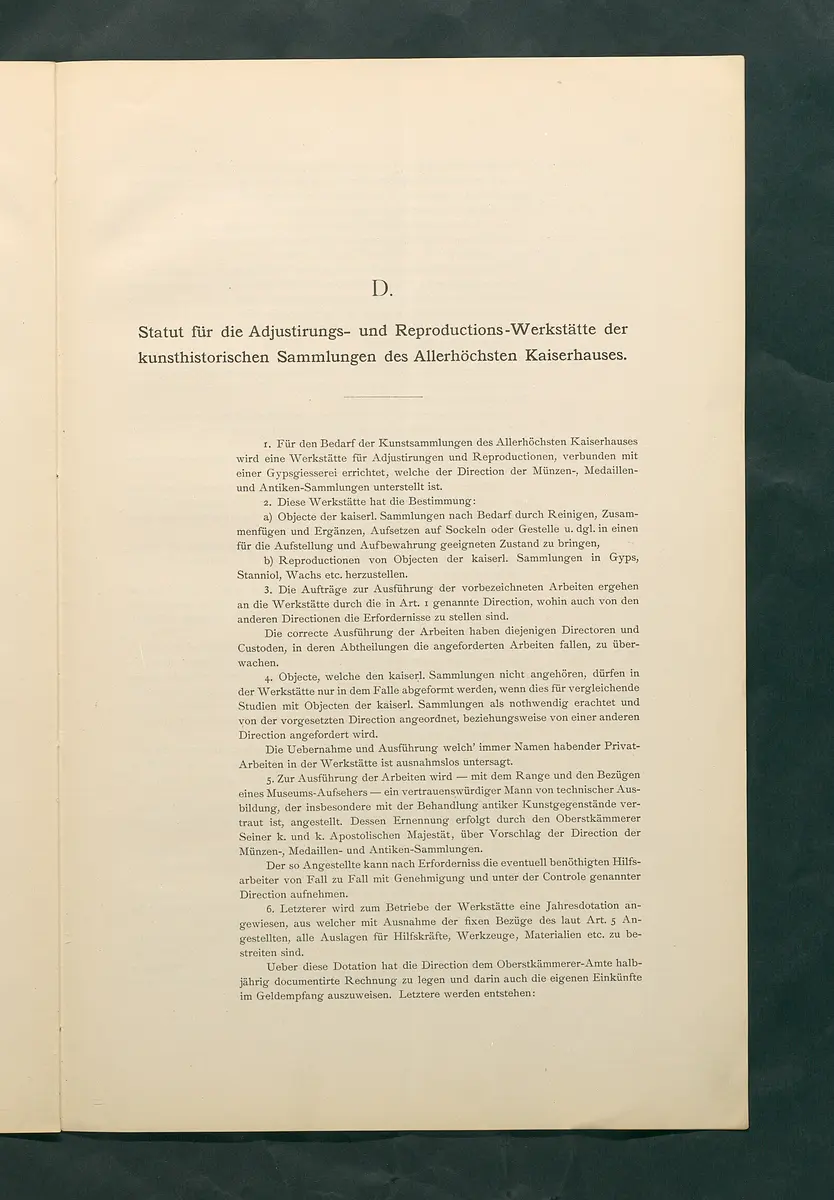 D.
Statut für die Adjustirungs- und Reproductions-Werkstätte der
kunsthistorischen Sammlungen des Allerhöchsten Kaiserhauses.
1. Für den Bedarf der Kunstsammlungen des Allerhöchsten Kaiserhauses
wird eine Werkstätte für Adjustirungen und Reproductionen, verbunden mit
einer Gypsgiesserei errichtet, welche der Direction der Münzen-, Medaillen-
und Antiken-Sammlungen unterstellt ist.
2. Diese Werkstätte hat die Bestimmung:
a) Objecte der kaiserl. Sammlungen nach Bedarf durch Reinigen, Zusam-
menfügen und Ergänzen, Aufsetzen auf Sockeln oder Gestelle u. dgl. in einen
für die Aufstellung und Aufbewahrung geeigneten Zustand zu bringen,
b) Reproductionen von Objecten der kaiserl. Sammlungen in Gyps,
Stanniol, Wachs etc. herzustellen.
3. Die Aufträge zur Ausführung der vorbezeichneten Arbeiten ergehen
an die Werkstätte durch die in Art. 1 genannte Direction, wohin auch von den
anderen Directionen die Erfordernisse zu stellen sind.
Die correcte Ausführung der Arbeiten haben diejenigen Directoren und
Custoden, in deren Abtheilungen die angeforderten Arbeiten fallen, zu über-
wachen.
4. Objecte, welche den kaiserl. Sammlungen nicht angehören, dürfen in
der Werkstätte nur in dem Falle abgeformt werden, wenn dies für vergleichende
Studien mit Objecten der kaiserl. Sammlungen als nothwendig erachtet und
von der vorgesetzten Direction angeordnet, beziehungsweise von einer anderen
Direction angefordert wird.
Die Uebernahme und Ausführung welch' immer Namen habender Privat-
Arbeiten in der Werkstätte ist ausnahmslos untersagt.
5. Zur Ausführung der Arbeiten wird — mit dem Range und den Bezügen
eines Museums-Aufsehers — ein vertrauenswürdiger Mann von technischer Aus-
bildung, der insbesondere mit der Behandlung antiker Kunstgegenstände ver-
traut ist, angestellt. Dessen Ernennung erfolgt durch den Oberstkämmerer
Seiner k. und k. Apostolischen Majestät, über Vorschlag der Direction der
Münzen-, Medaillen- und Antiken-Sammlungen.
Der so Angestellte kann nach Erforderniss die eventuell benöthigten Hilfs-
arbeiter von Fall zu Fall mit Genehmigung und unter der Controle genannter
Direction aufnehmen.
6. Letzterer wird zum Betriebe der Werkstätte eine Jahresdotation an-
gewiesen, aus welcher mit Ausnahme der fixen Bezüge des laut Art. 5 An-
gestellten, alle Auslagen für Hilfskräfte, Werkzeuge, Materialien etc. zu be-
streiten sind.
Ueber diese Dotation hat die Direction dem Oberstkämmerer-Amte halb-
jährig documentirte Rechnung zu legen und darin auch die eigenen Einkünfte
im Geldempfang auszuweisen. Letztere werden entstehen: